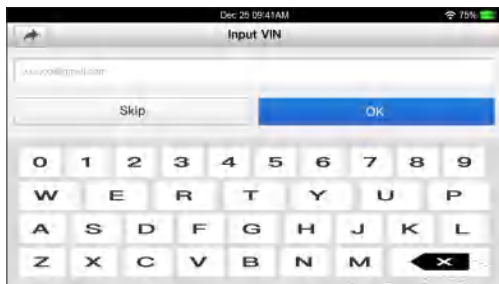 Dec 25 09:41AM 75%
Input VIN
Skip OK
0 1 2 3 4 5 6 7 8 9
W E R T Y U P
A S D F G H J K L
Z X C V B N M